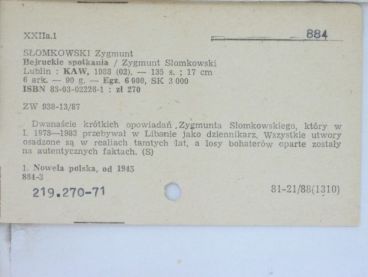 XXIIa.1
884
SŁOMKOWSKI Zygmunt
Bejruckie spotkania / Zygmunt Słomkowski
Lublin : KAW, 1988 (02). — 135 s. ; 17 cm
6 ark. — 90 g. — Egz. 6 000, SK 3 000
ISBN 83-03-02228-1 : zł 270
ZW 938-13/87
Dwanaście krótkich opowiadań Zygmunta Słomkowskiego, który w
l. 1973—1983 przebywał w Libanie jako dziennikarz. Wszystkie utwory
osadzone są w realiach tamtych lat, a losy bohaterów oparte zostały
na autentycznych faktach. (S)
1. Nowela polska, od 1945
884-3
219.270-71
81-21/88(1310)